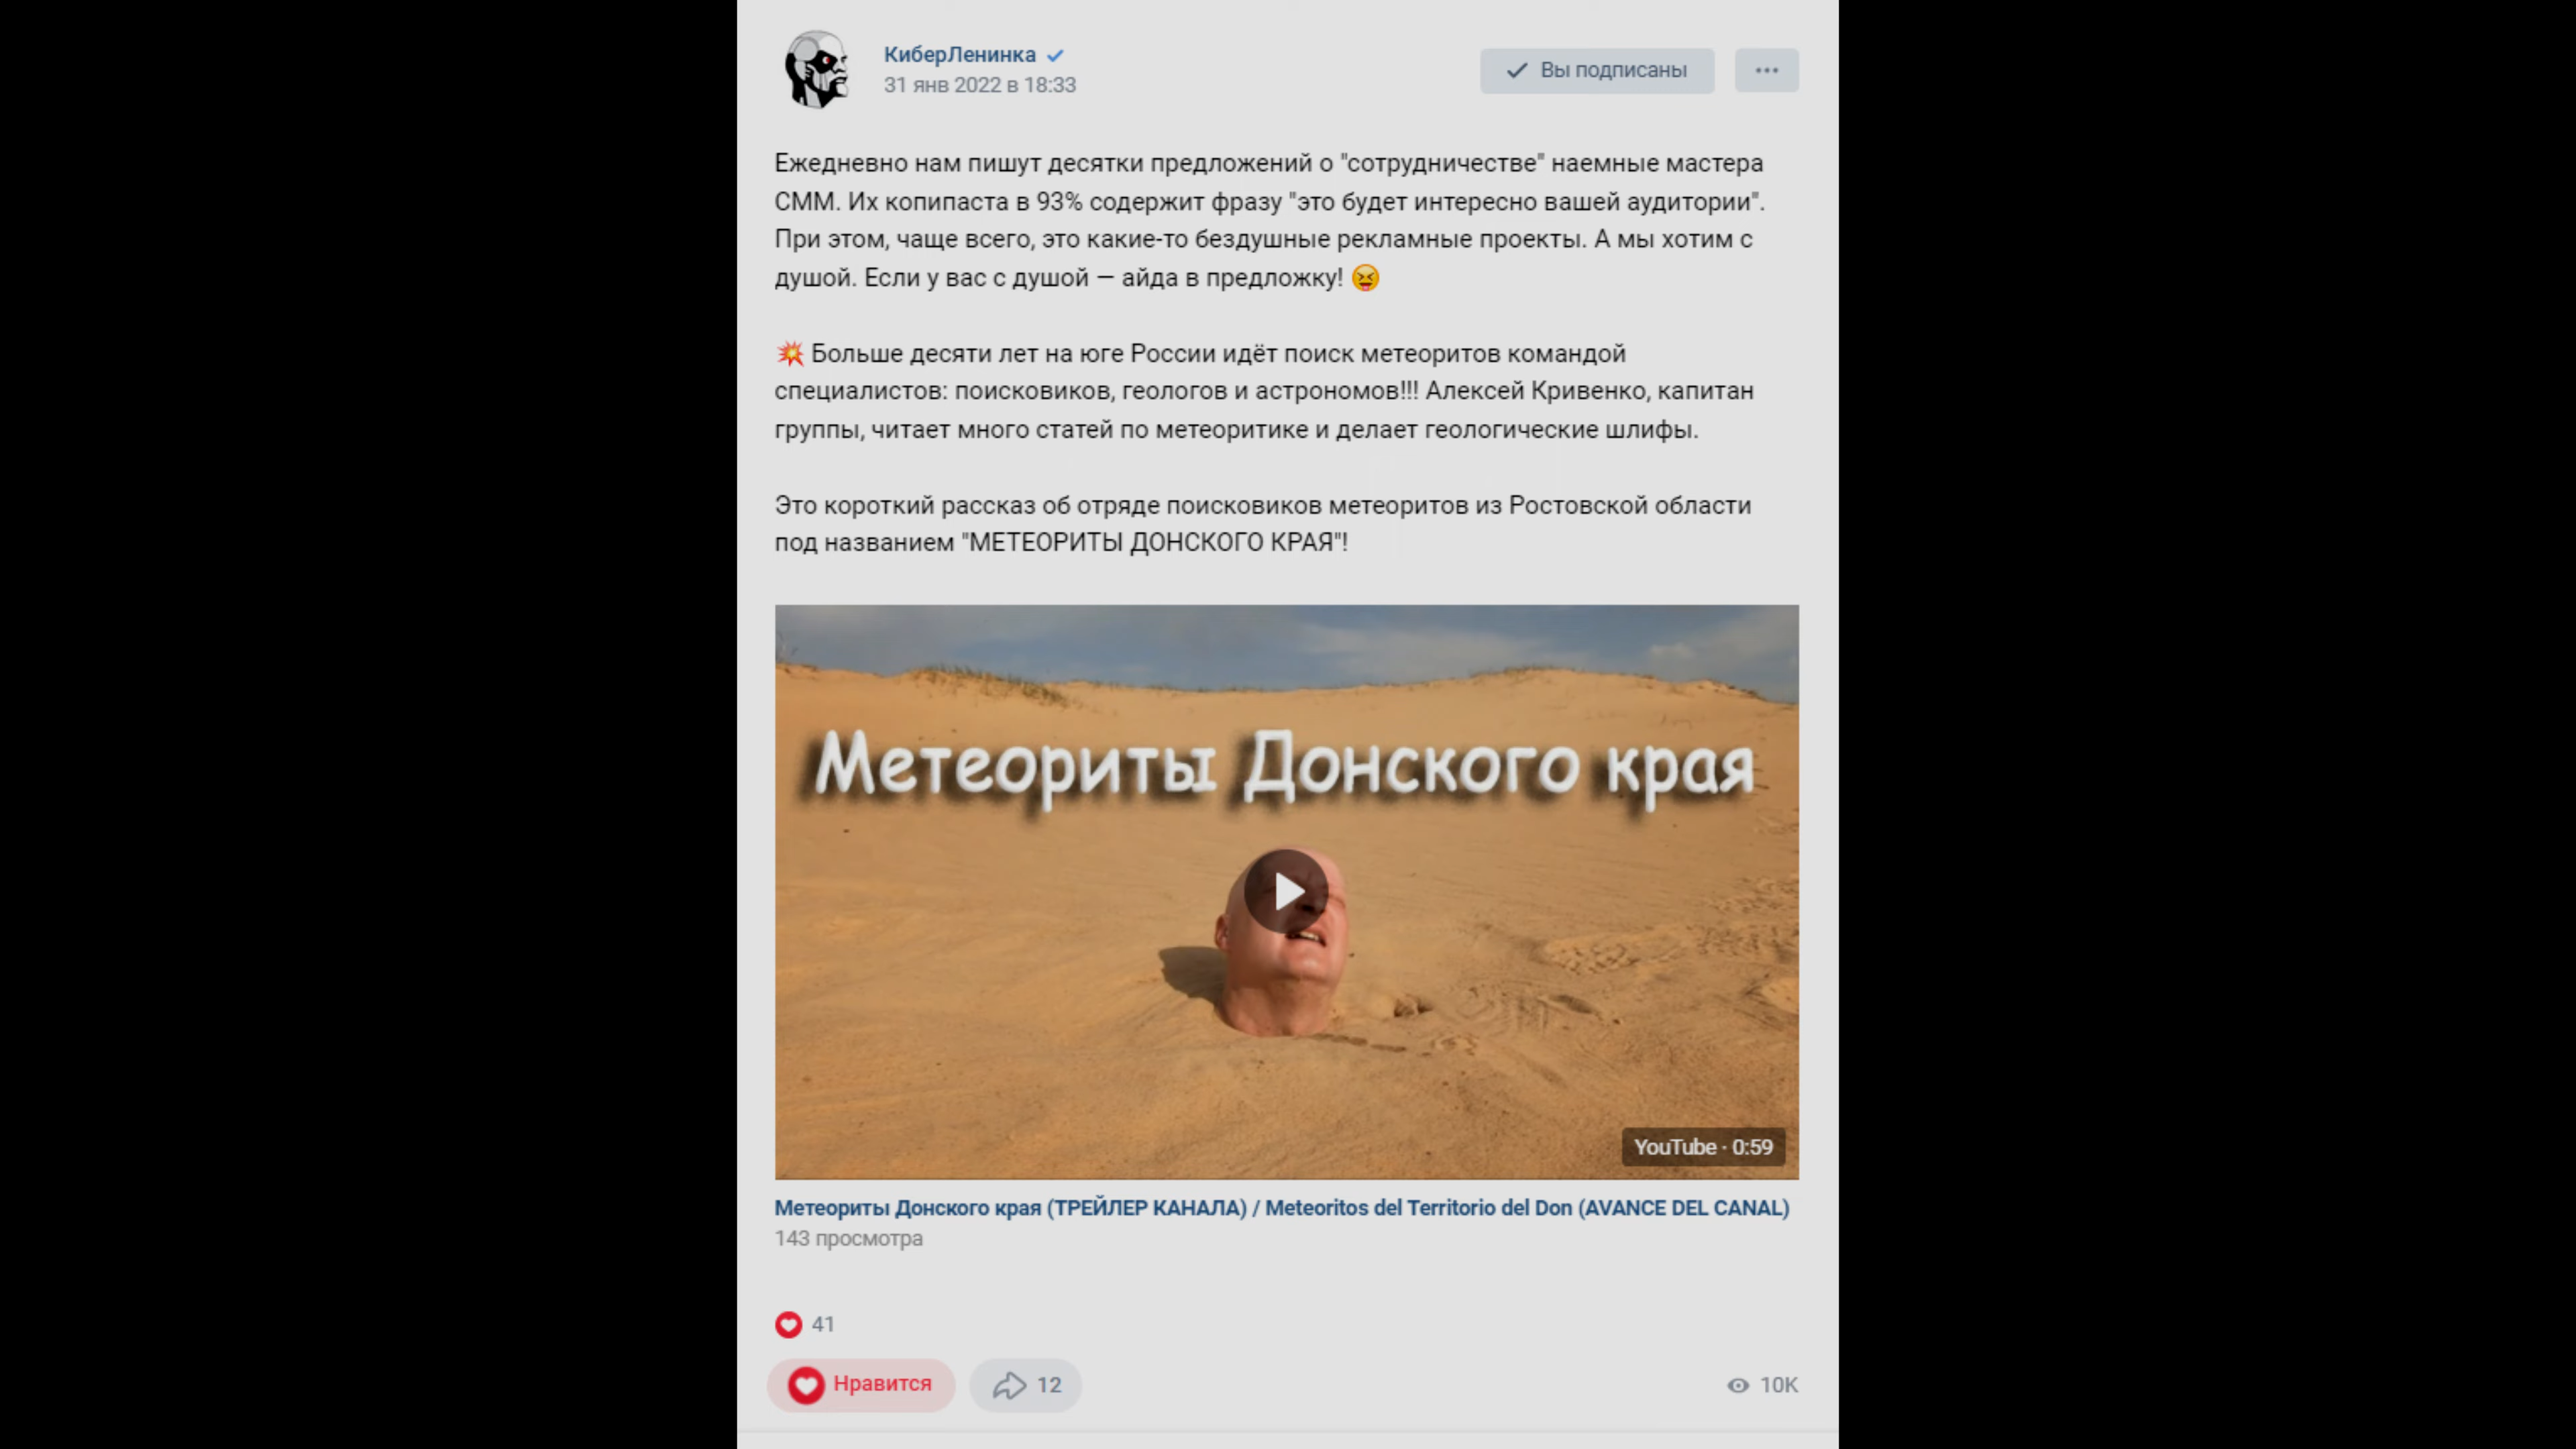 КиберЛенинка
31 янв 2022 в 18:33
Вы подписаны
Ежедневно нам пишут десятки предложений о "сотрудничестве" наемные мастера
СММ. Их копипаста в 93% содержит фразу "это будет интересно вашей аудитории".
При этом, чаще всего, это какие-то бездушные рекламные проекты. А мы хотим с
душой. Если у вас с душой — айда в предложку! 😝
💥 Больше десяти лет на юге России идёт поиск метеоритов командой
специалистов: поисковиков, геологов и астрономов!!! Алексей Кривенко, капитан
группы, читает много статей по метеоритике и делает геологические шлифы.
Это короткий рассказ об отряде поисковиков метеоритов из Ростовской области
под названием "МЕТЕОРИТЫ ДОНСКОГО КРАЯ"!
Метеориты Донского края
YouTube · 0:59
Метеориты Донского края (ТРЕЙЛЕР КАНАЛА) / Meteoritos del Territorio del Don (AVANCE DEL CANAL)
143 просмотра
41
Нравится
12
10K